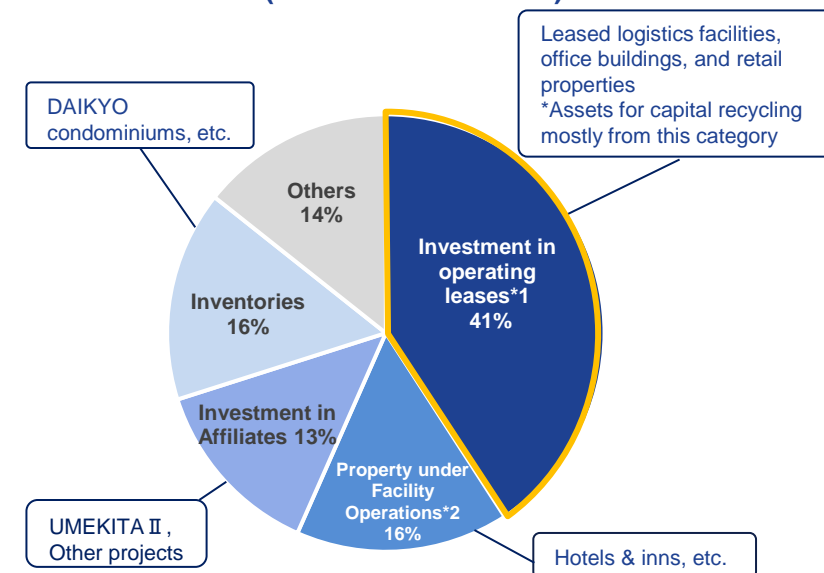 Leased logistics facilities,
office buildings, and retail
properties
*Assets for capital recycling
mostly from this category
DAIKYO
condominiums, etc.
Others
14%
Investment in
operating
leases*1
41%
Inventories
16%
Investment in
Affiliates 13%
Property under
Facility
Operations*2
16%
UMEKITA II ,
Other projects
Hotels & inns, etc.